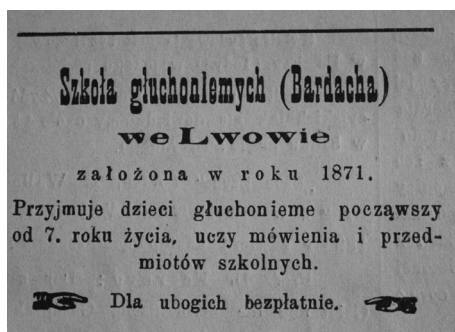 Szkoła głuchoniemych (Bardacha)
we Lwowie
założona w roku 1871.
Przyjmuje dzieci głuchonieme począwszy
od 7. roku życia, uczy mówienia i przed-
miotów szkolnych.
Dla ubogich bezpłatnie.